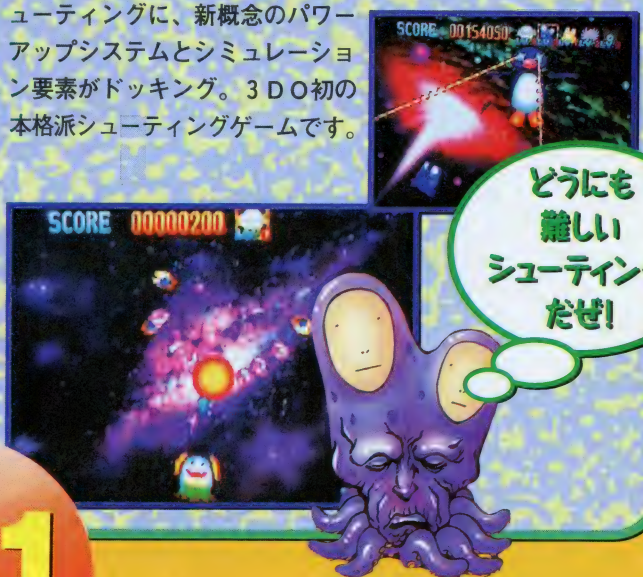 ューティングに、新概念のパワー
アップシステムとシミュレーショ
ン要素がドッキング。3DO初の
本格派シューティングゲームです。
SCORE 00154050
SCORE 00000200
どうにも
難しい
シューティン
だぜ!
1